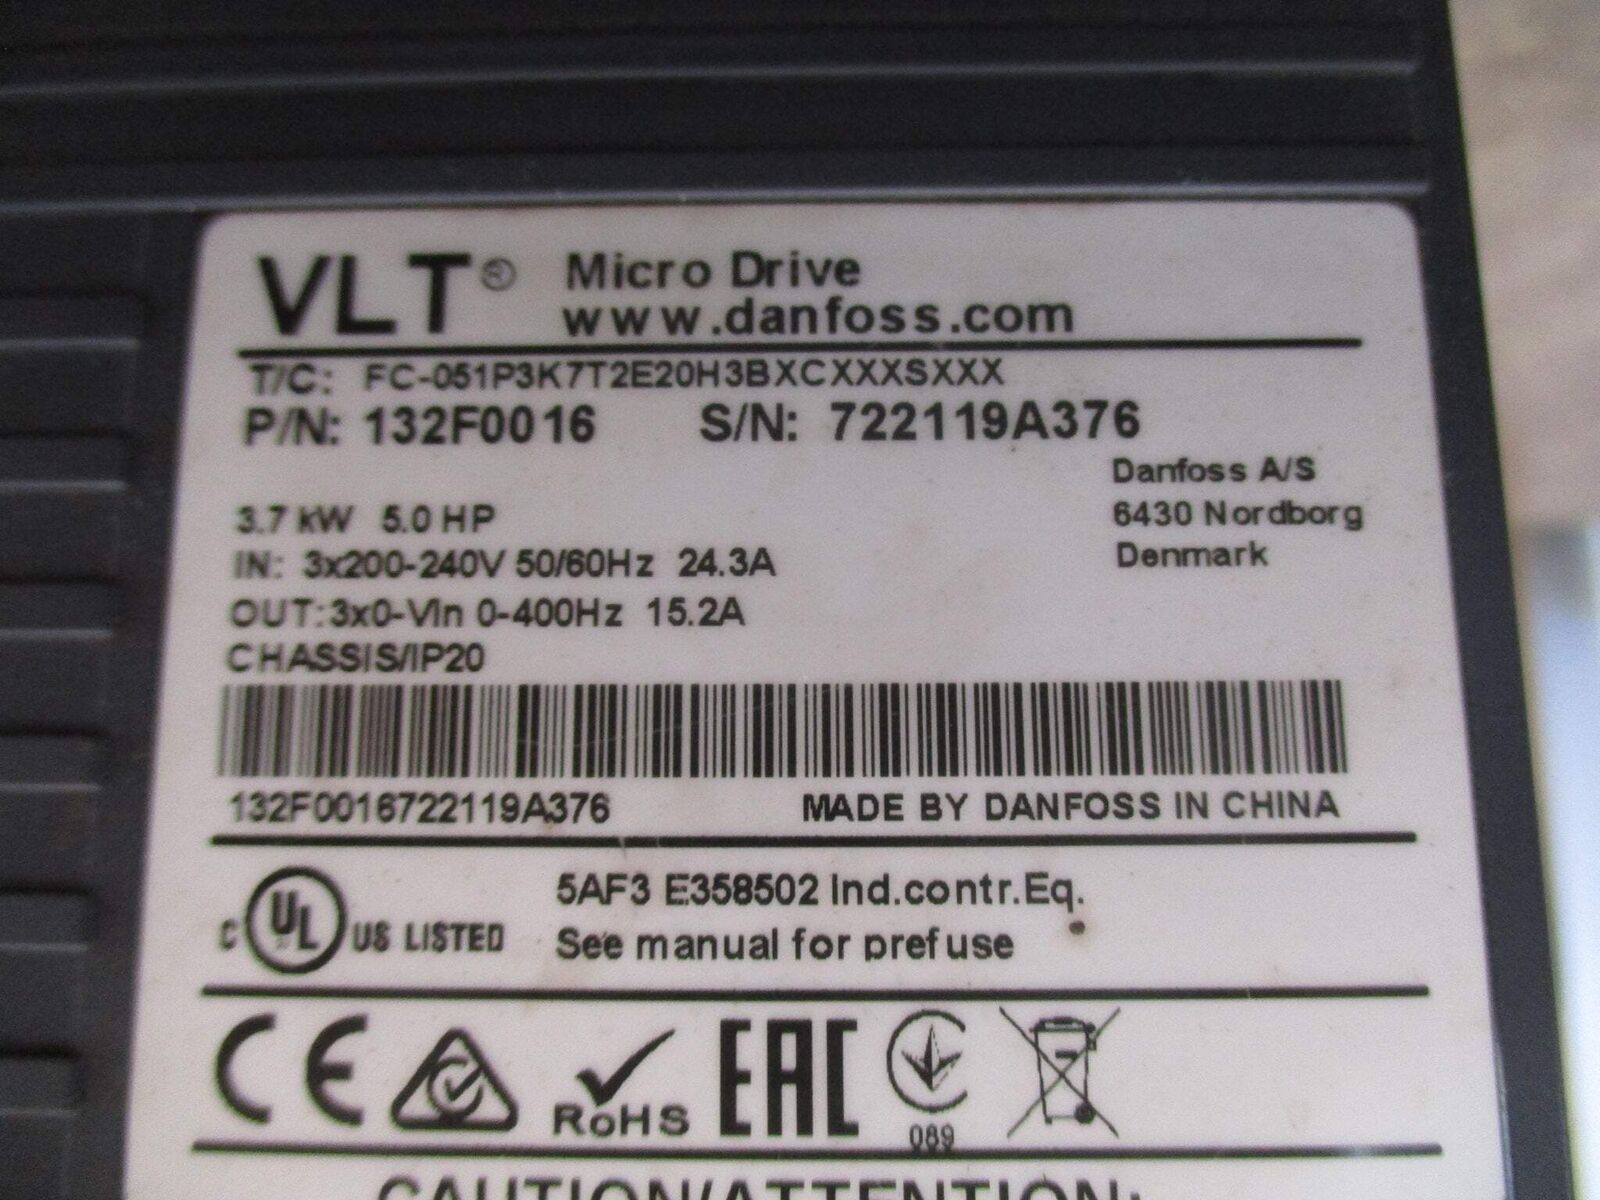 VLT® Micro Drive
www.danfoss.com
T/C: FC-051P3K7T2E20H3BXCXXXSXXX
P/N: 132F0016 S/N: 722119A376
Danfoss A/S
6430 Nordborg
Denmark
3.7 kW 5.0 HP
IN: 3x200-240V 50/60Hz 24.3A
OUT:3x0-Vin 0-400Hz 15.2A
CHASSIS/IP20
132F0016722119A376 MADE BY DANFOSS IN CHINA
C UL US LISTED
5AF3 E358502 Ind.contr.Eq.
See manual for prefuse
CE RoHS EAC
089
CAUTION/ATTENTION: